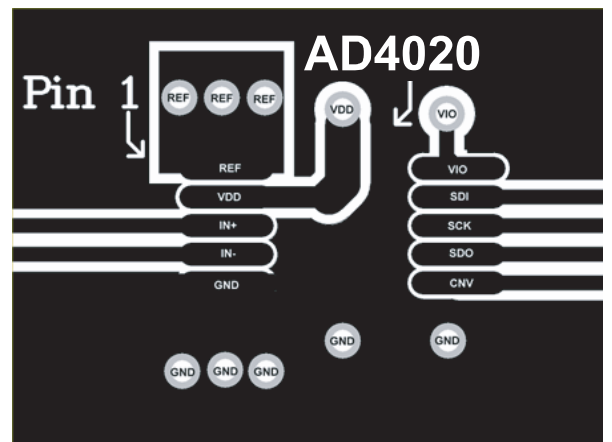 AD4020
Pin 1
REF REF REF
VDD
VIO
REF
VDD
IN+
IN-
GND
VIO
SDI
SCK
SDO
CNV
GND
GND
GND GND GND